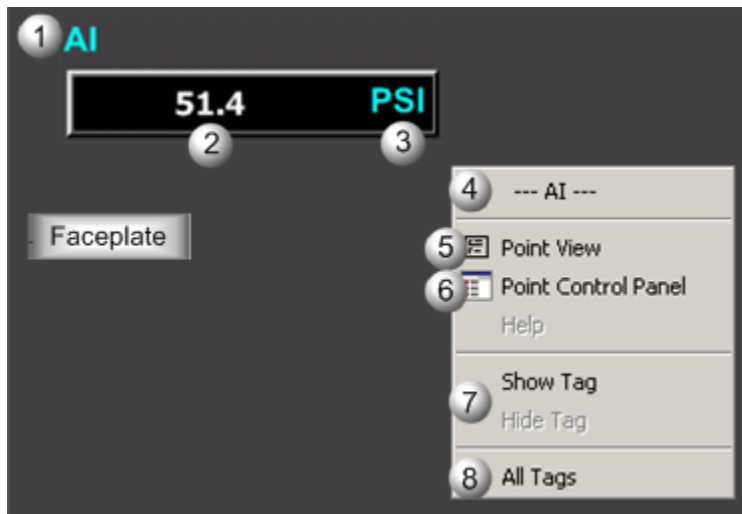 1 AI
51.4 PSI
2 3
4 --- AI ---
Faceplate
5 Point View
6 Point Control Panel
Help
Show Tag
7
Hide Tag
8 All Tags